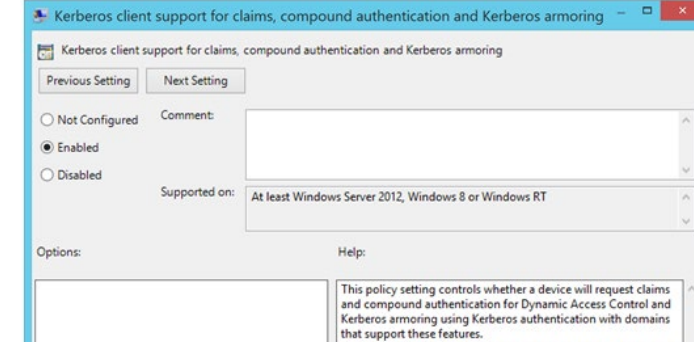 Kerberos client support for claims, compound authentication and Kerberos armoring
Kerberos client support for claims, compound authentication and Kerberos armoring
Previous Setting
Next Setting
Not Configured
Comment:
Enabled
Disabled
Supported on:
At least Windows Server 2012, Windows 8 or Windows RT
Options:
Help:
This policy setting controls whether a device will request claims
and compound authentication for Dynamic Access Control and
Kerberos armoring using Kerberos authentication with domains
that support these features.